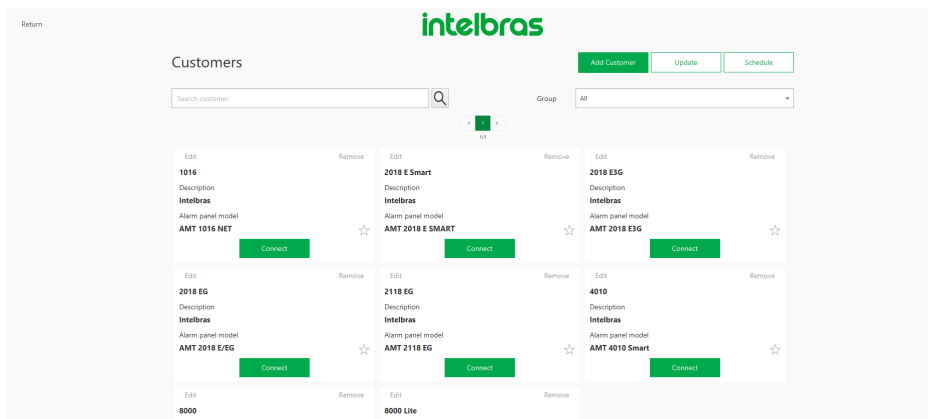 Return
intelbras
Customers
Add Customer
Update
Schedule
Search customer
Group
All
1
1/1
Edit
Remove
1016
Description
Intelbras
Alarm panel model
AMT 1016 NET
Connect
Edit
Remove
2018 E Smart
Description
Intelbras
Alarm panel model
AMT 2018 E SMART
Connect
Edit
Remove
2018 E3G
Description
Intelbras
Alarm panel model
AMT 2018 E3G
Connect
Edit
Remove
2018 EG
Description
Intelbras
Alarm panel model
AMT 2018 E/EG
Connect
Edit
Remove
2118 EG
Description
Intelbras
Alarm panel model
AMT 2118 EG
Connect
Edit
Remove
4010
Description
Intelbras
Alarm panel model
AMT 4010 Smart
Connect
Edit
Remove
8000
Edit
Remove
8000 Lite